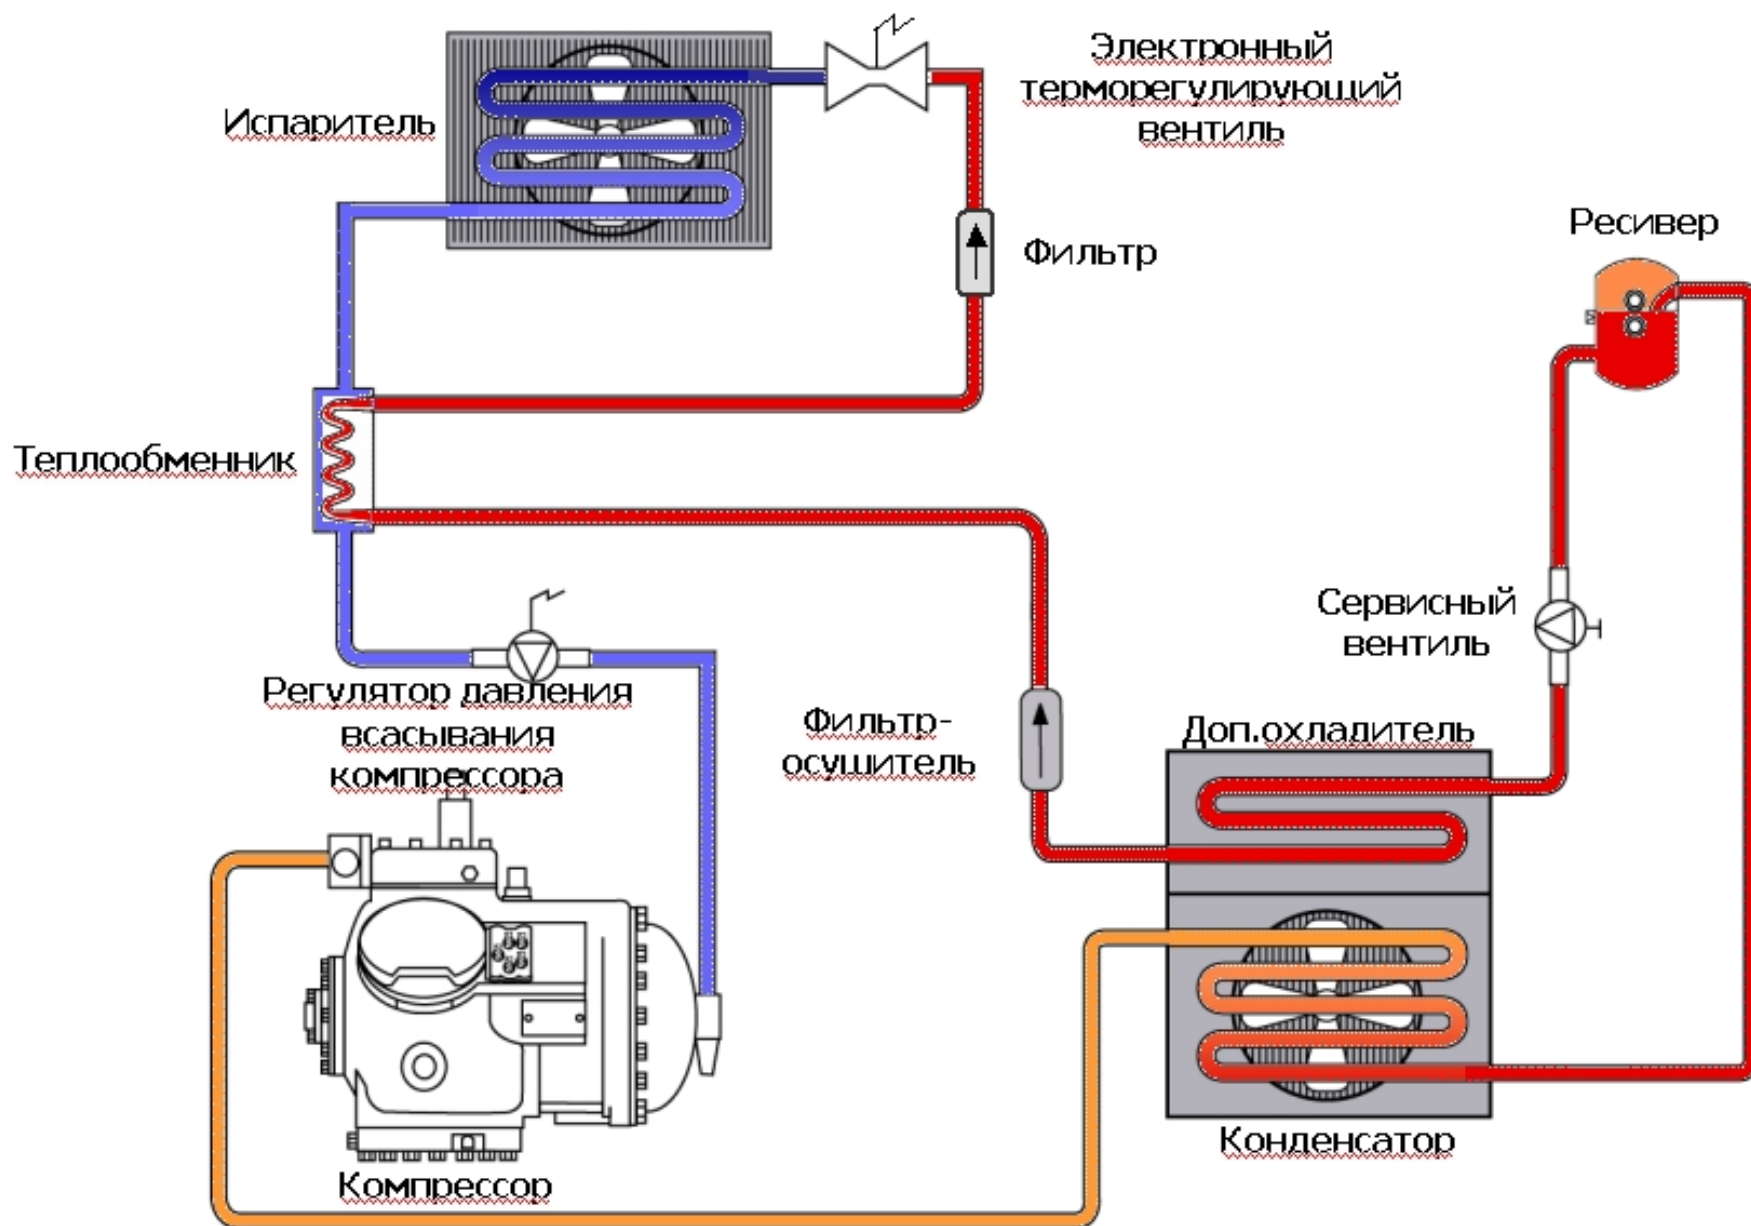 Электронный
терморегулирующий
вентиль
Испаритель
Ресивер
Фильтр
Теплообменник
Сервисный
вентиль
Регулятор давления
всасывания
компрессора
Фильтр-
осушитель
Доп.охладитель
Конденсатор
Компрессор